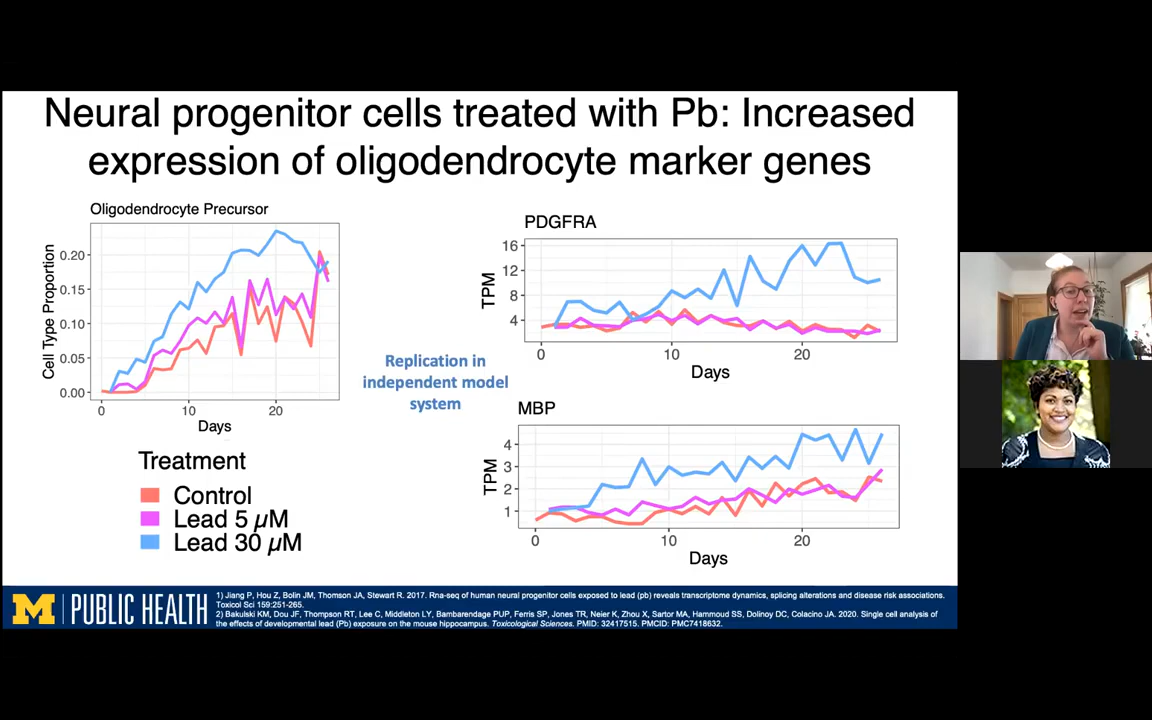 Neural progenitor cells treated with Pb: Increased
expression of oligodendrocyte marker genes
Oligodendrocyte Precursor
Cell Type Proportion
0.20
0.15
0.10
0.05
0.00
0
10
20
Days
Treatment
Control
Lead 5 µM
Lead 30 µM
Replication in
independent model
system
PDGFRA
TPM
16
12
8
4
0
10
20
Days
MBP
TPM
4
3
2
1
0
10
20
Days
M PUBLIC HEALTH
1) Jiang P, Hou Z, Bolin JM, Thomson JA, Stewart R. 2017. Rna-seq of human neural progenitor cells exposed to lead (pb) reveals transcriptome dynamics, splicing alterations and disease risk associations.
Toxicol Sci 159:251-265.
2) Bakulski KM, Dou JF, Thompson RT, Lee C, Middleton LY, Bambarendage PUP, Ferris SP, Jones TR, Neier K, Zhou X, Sartor MA, Hammoud SS, Dolinoy DC, Colacino JA. 2020. Single cell analysis of
the effects of developmental lead (Pb) exposure on the mouse hippocampus. Toxicological Sciences. PMID: 32417515. PMCID: PMC7418632.